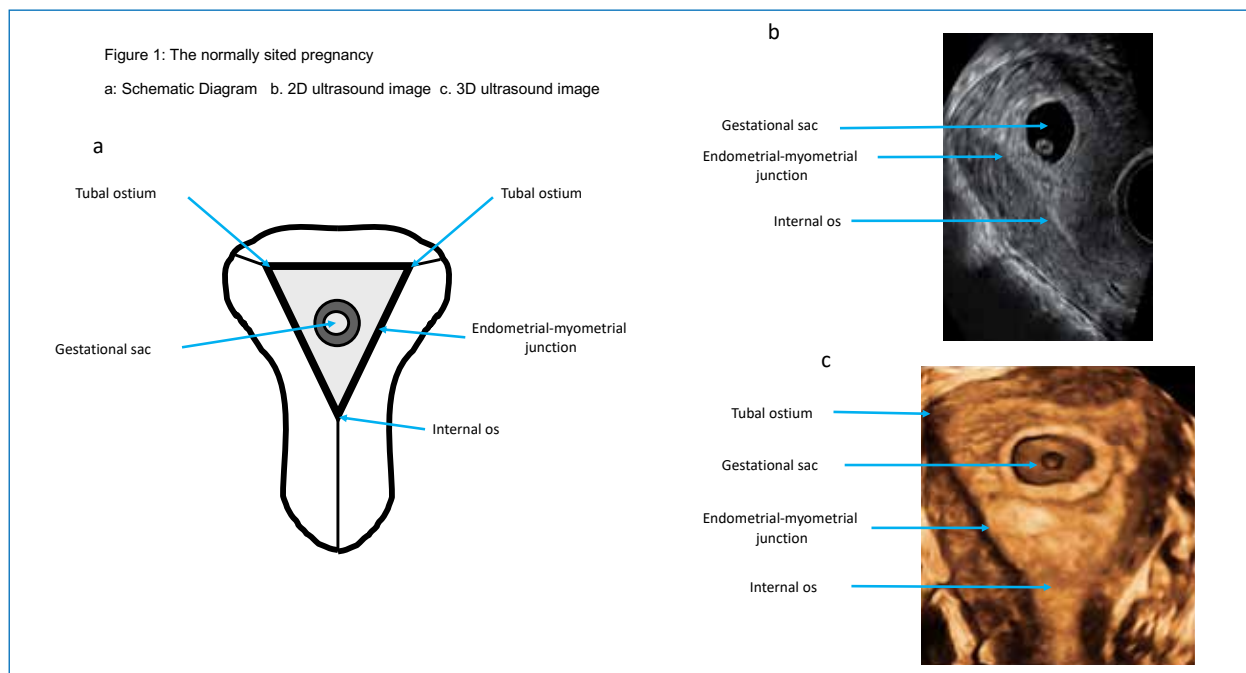 Figure 1: The normally sited pregnancy
a: Schematic Diagram b. 2D ultrasound image c. 3D ultrasound image
a
Tubal ostium
Tubal ostium
Gestational sac
Endometrial-myometrial
junction
Internal os
b
Gestational sac
Endometrial-myometrial
junction
Internal os
c
Tubal ostium
Gestational sac
Endometrial-myometrial
junction
Internal os